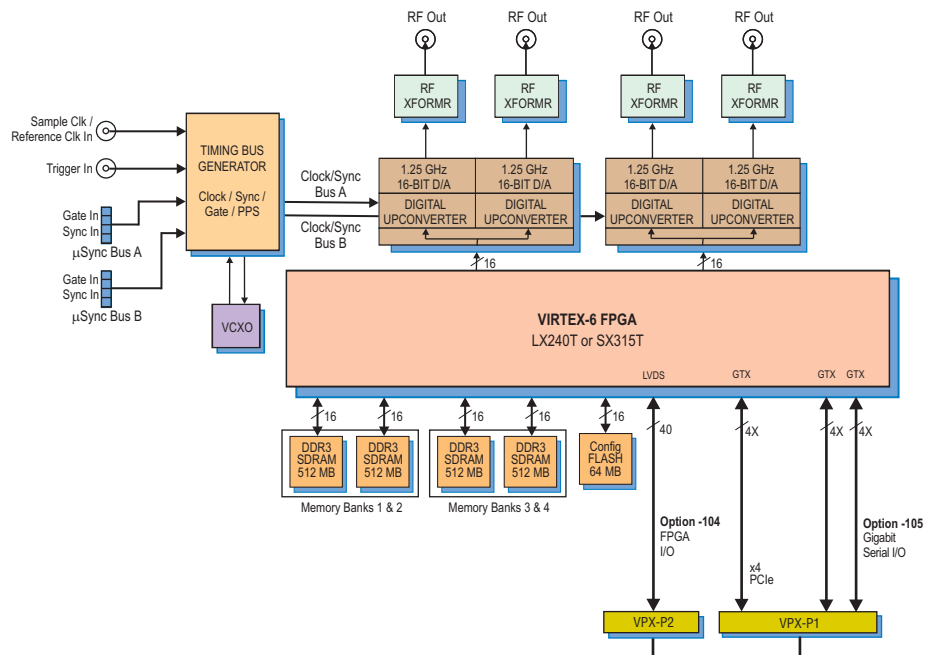 RF Out
RF Out
RF Out
RF Out
RF
XFORMR
RF
XFORMR
RF
XFORMR
RF
XFORMR
Sample Clk /
Reference Clk In
Trigger In
Gate In
Sync In
μSync Bus A
Gate In
Sync In
μSync Bus B
TIMING BUS
GENERATOR
Clock / Sync /
Gate / PPS
VCXO
Clock/Sync
Bus A
Clock/Sync
Bus B
1.25 GHz
16-BIT D/A
1.25 GHz
16-BIT D/A
DIGITAL
UPCONVERTER
DIGITAL
UPCONVERTER
1.25 GHz
16-BIT D/A
1.25 GHz
16-BIT D/A
DIGITAL
UPCONVERTER
DIGITAL
UPCONVERTER
16
16
VIRTEX-6 FPGA
LX240T or SX315T
LVDS
GTX
GTX
GTX
16
16
16
16
16
40
4X
4X
4X
DDR3
SDRAM
512 MB
DDR3
SDRAM
512 MB
DDR3
SDRAM
512 MB
DDR3
SDRAM
512 MB
Config
FLASH
64 MB
Memory Banks 1 & 2
Memory Banks 3 & 4
Option -104
FPGA
I/O
x4
PCIe
Option -105
Gigabit
Serial I/O
VPX-P2
VPX-P1